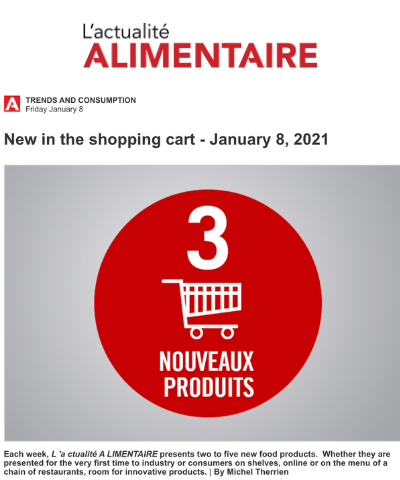 L'actualité
ALIMENTAIRE
A TRENDS AND CONSUMPTION
Friday January 8
New in the shopping cart - January 8, 2021
3
NOUVEAUX
PRODUITS
Each week, L 'a ctualité A LIMENTAIRE presents two to five new food products. Whether they are
presented for the very first time to industry or consumers on shelves, online or on the menu of a
chain of restaurants, room for innovative products. | By Michel Therrien